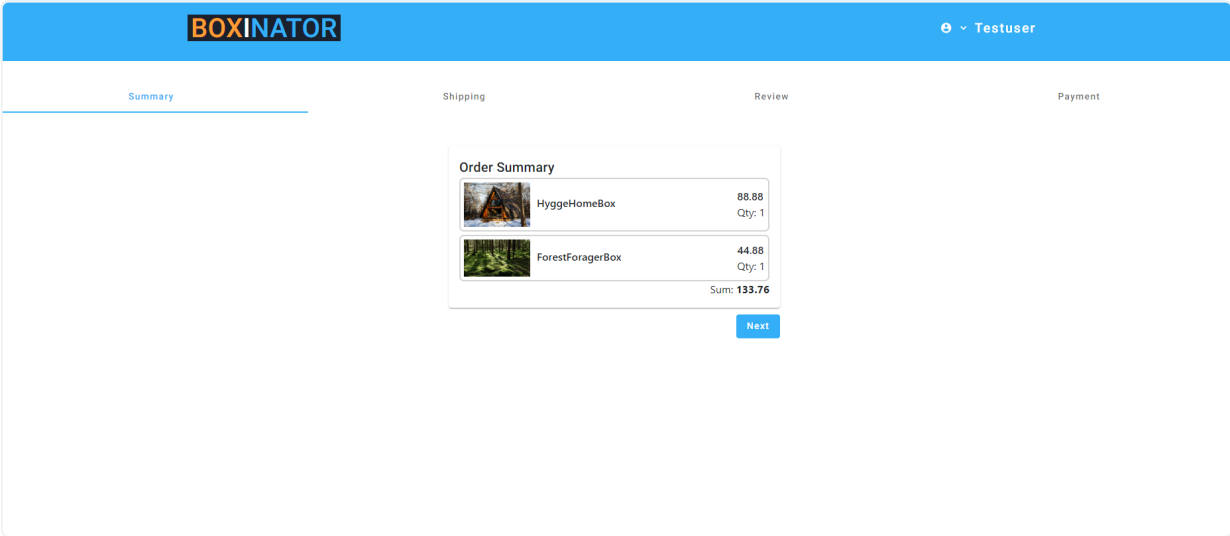 BOXINATOR
Testuser
Summary Shipping Review Payment
Order Summary
HyggeHomeBox
88.88
Qty: 1
ForestForagerBox
44.88
Qty: 1
Sum: 133.76
Next